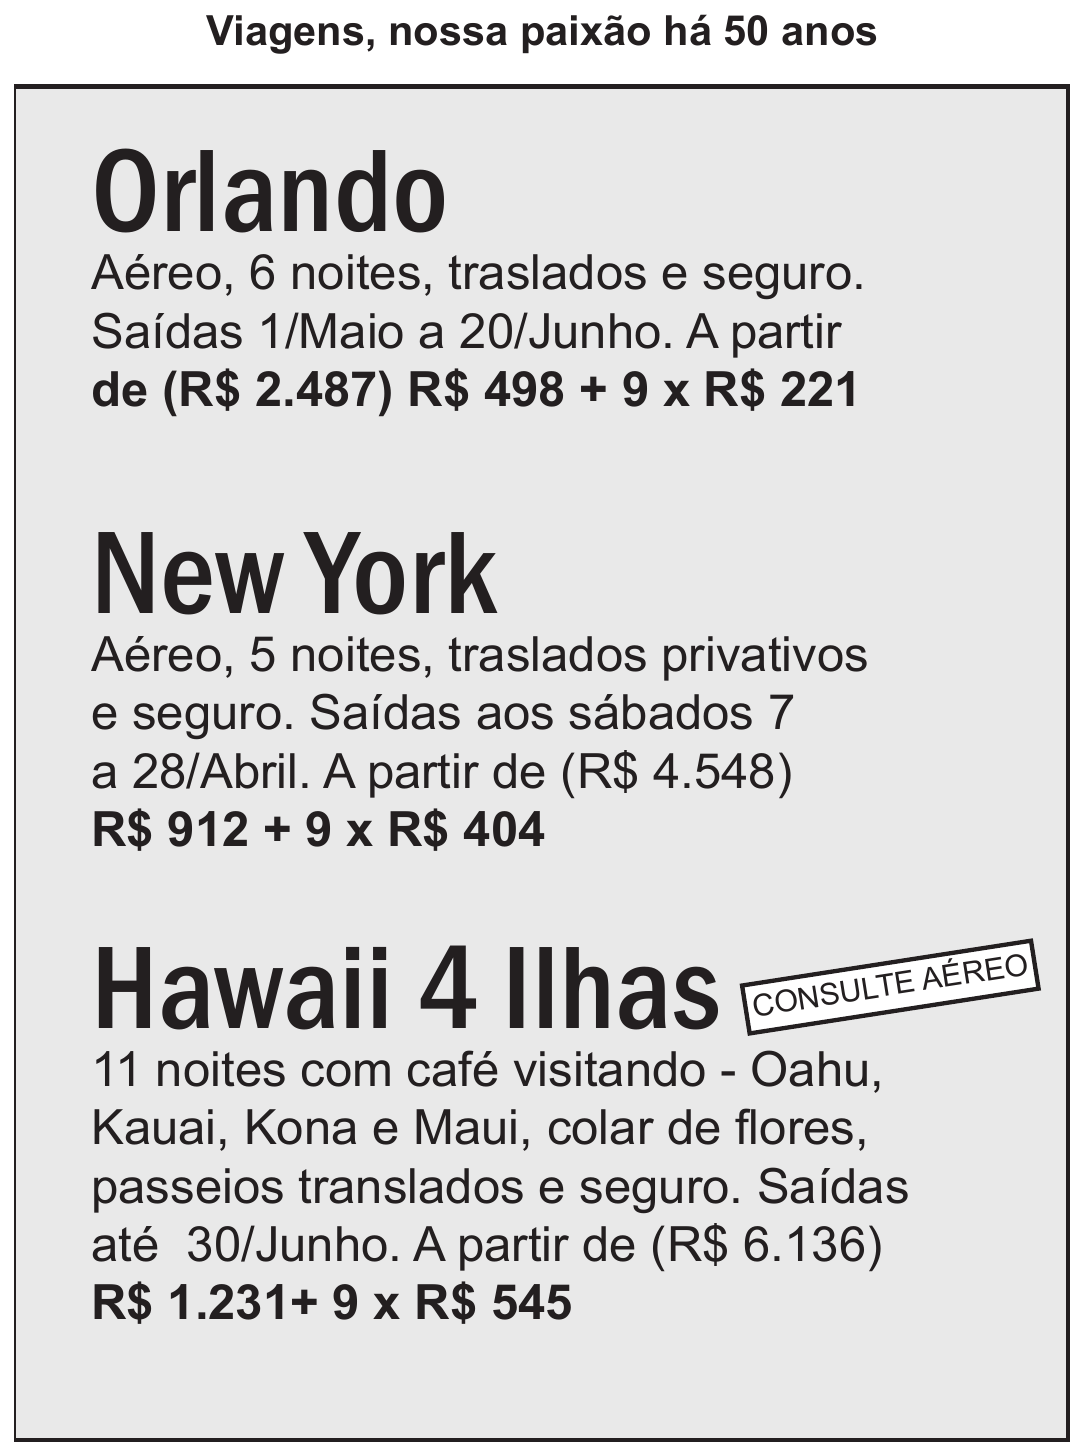 Viagens, nossa paixão há 50 anos
Orlando
Aéreo, 6 noites, traslados e seguro.
Saídas 1/Maio a 20/Junho. A partir
de (R$ 2.487) R$ 498 + 9 x R$ 221
New York
Aéreo, 5 noites, traslados privativos
e seguro. Saídas aos sábados 7
a 28/Abril. A partir de (R$ 4.548)
R$ 912 + 9 x R$ 404
Hawaii 4 Ilhas
CONSULTE AÉREO
11 noites com café visitando - Oahu,
Kauai, Kona e Maui, colar de flores,
passeios translados e seguro. Saídas
até  30/Junho. A partir de (R$ 6.136)
R$ 1.231+ 9 x R$ 545